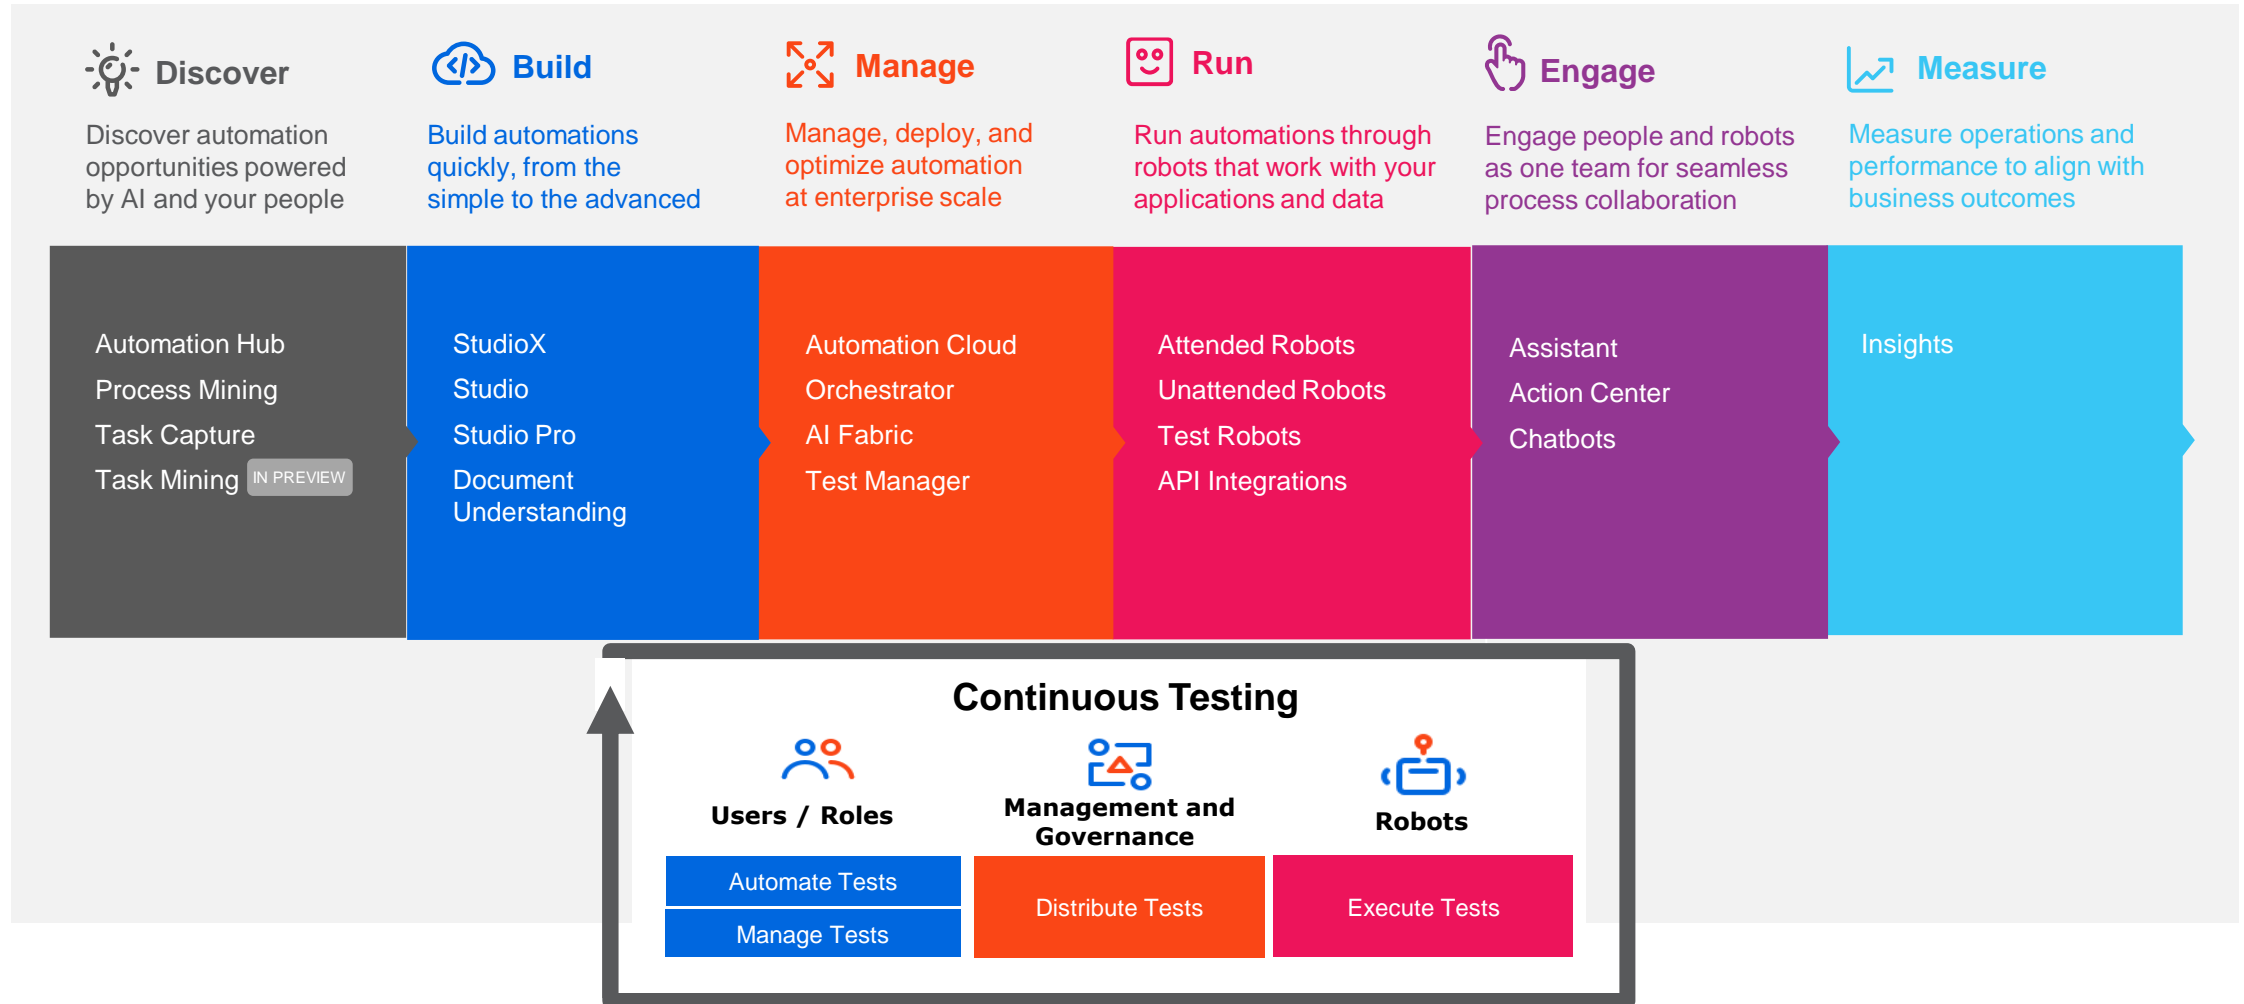 Discover
Discover automation
opportunities powered
by AI and your people
Build
Build automations
quickly, from the
simple to the advanced
Manage
Manage, deploy, and
optimize automation
at enterprise scale
Run
Run automations through
robots that work with your
applications and data
Engage
Engage people and robots
as one team for seamless
process collaboration
Measure
Measure operations and
performance to align with
business outcomes
Automation Hub
Process Mining
Task Capture
Task Mining IN PREVIEW
StudioX
Studio
Studio Pro
Document
Understanding
Automation Cloud
Orchestrator
AI Fabric
Test Manager
Attended Robots
Unattended Robots
Test Robots
API Integrations
Assistant
Action Center
Chatbots
Insights
Continuous Testing
Users / Roles
Automate Tests
Manage Tests
Management and
Governance
Distribute Tests
Robots
Execute Tests